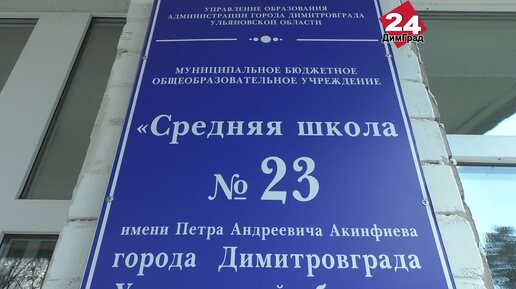 УПРАВЛЕНИЕ ОБРАЗОВАНИЯ
АДМИНИСТРАЦИИ ГОРОДА ДИМИТРОВГРАДА
УЛЬЯНОВСКОЙ ОБЛАСТИ
24
ДимГрад
МУНИЦИПАЛЬНОЕ БЮДЖЕТНОЕ
ОБЩЕОБРАЗОВАТЕЛЬНОЕ УЧРЕЖДЕНИЕ
«Средняя школа
№ 23
имени Петра Андреевича Акинфиева
города Димитровграда